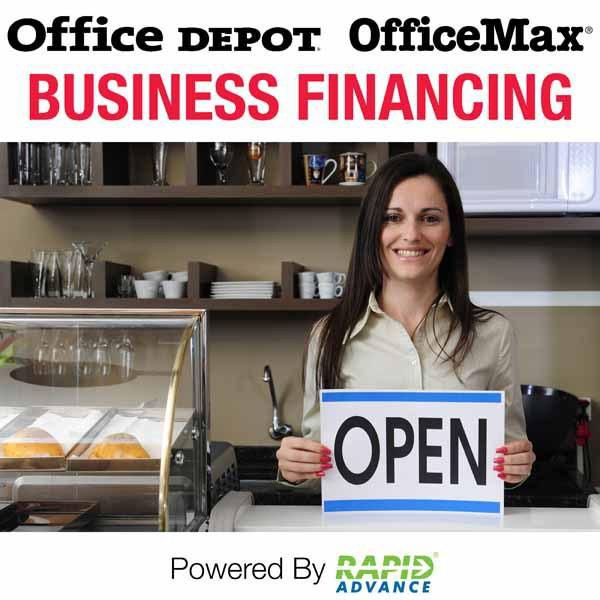 Office DEPOT. OfficeMax®
BUSINESS FINANCING
OPEN
Powered By RAPID®
ADVANCE